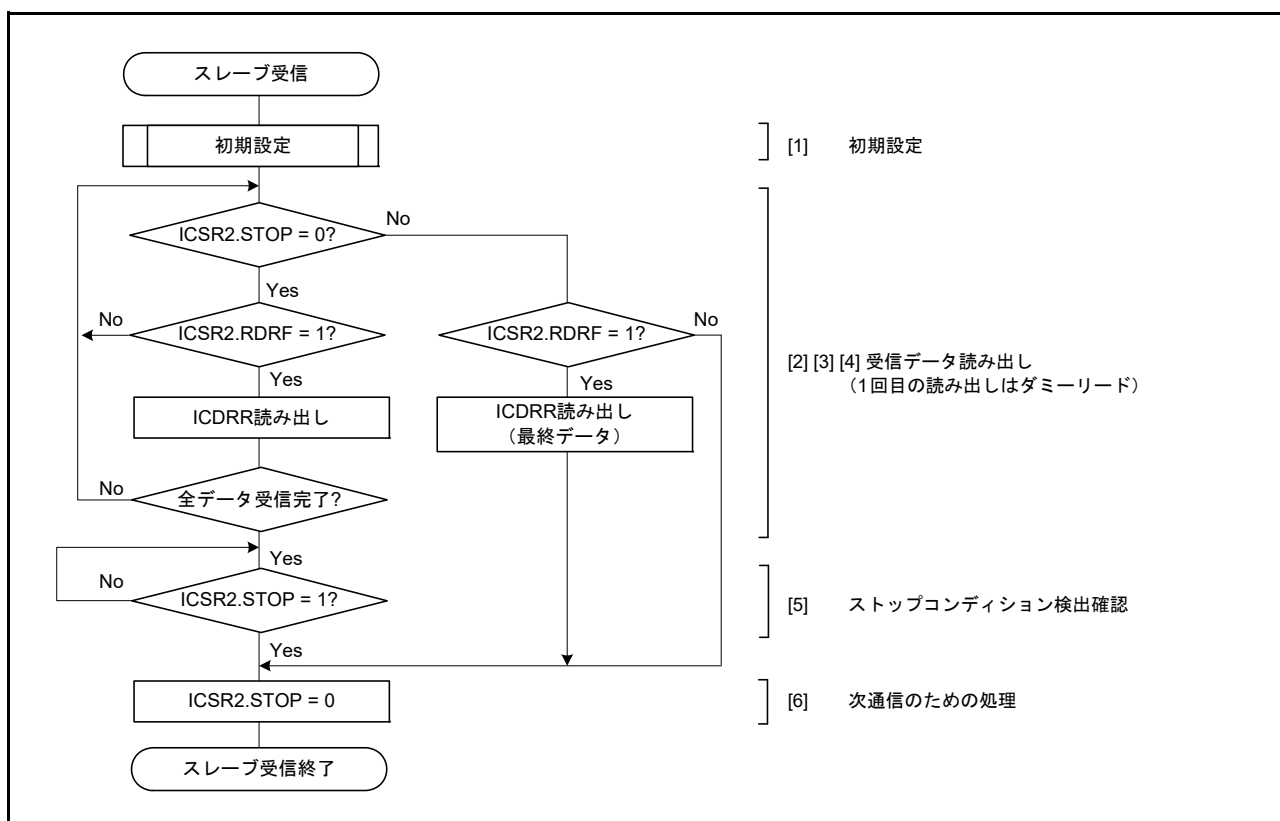 スレーブ受信
初期設定
[1] 初期設定
ICSR2.STOP = 0?
No
Yes
No
ICSR2.RDRF = 1?
ICSR2.RDRF = 1?
No
Yes
Yes
[2] [3] [4] 受信データ読み出し
（1回目の読み出しはダミーリード）
ICDRR読み出し
ICDRR読み出し
（最終データ）
No
全データ受信完了?
Yes
No
ICSR2.STOP = 1?
[5] ストップコンディション検出確認
Yes
ICSR2.STOP = 0
[6] 次通信のための処理
スレーブ受信終了